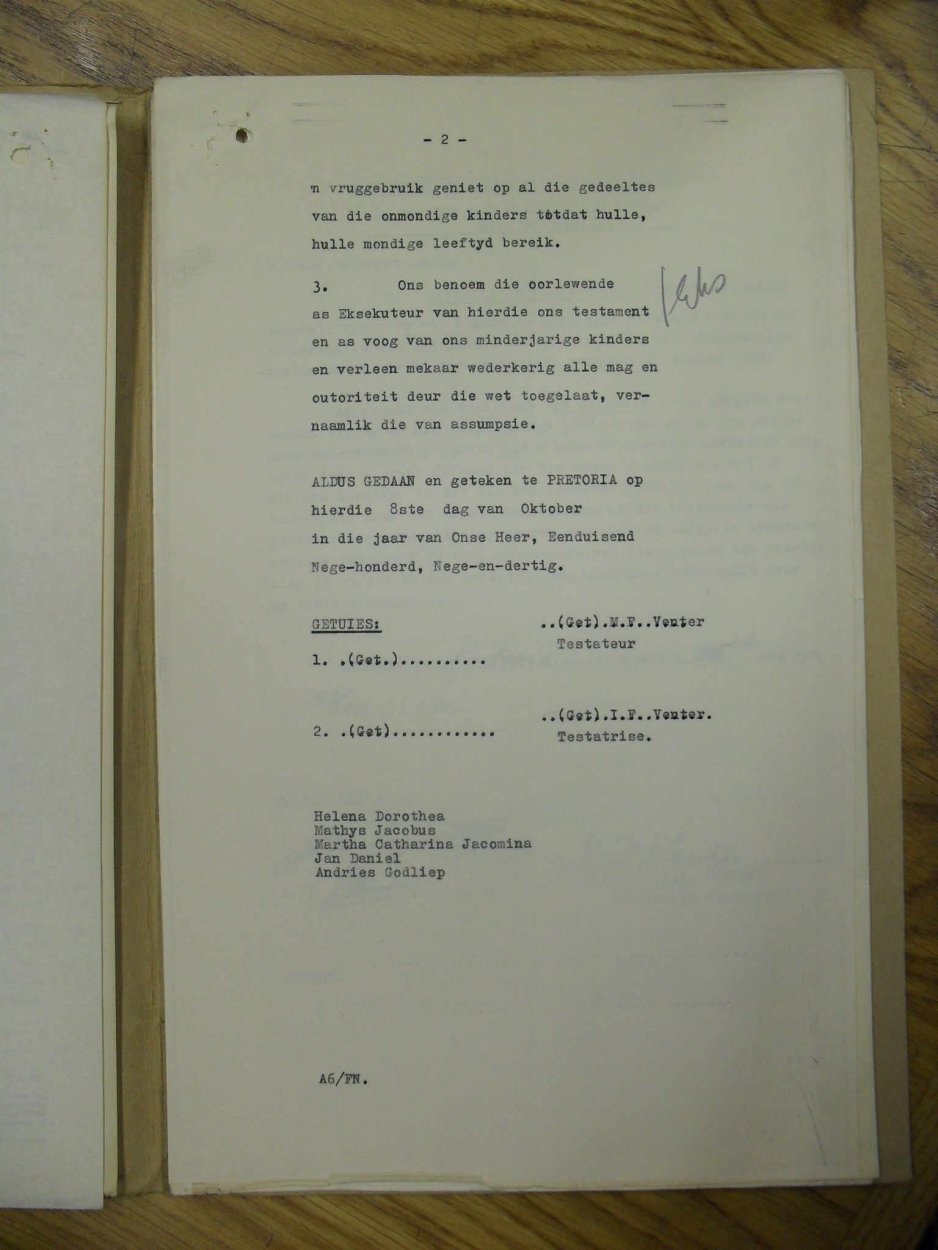 - 2 -
'n vruggebruik geniet op al die gedeeltes
van die onmondige kinders totdat hulle,
hulle mondige leeftyd bereik.
3. Ons benoem die oorlewende
as Eksekuteur van hierdie ons testament
en as voog van ons minderjarige kinders
en verleen mekaar wederkerig alle mag en
outoriteit deur die wet toegelaat, ver-
naamlik die van assumpsie.
ALDUS GEDAAN en geteken te PRETORIA op
hierdie 8ste dag van Oktober
in die jaar van Onse Heer, Eenduisend
Nege-honderd, Nege-en-dertig.
GETUIES: ..(Get).M.F..Venter
Testateur
1. .(Get.)..........
..(Get).I.F..Venter.
2. .(Get)............
Testatrise.
Helena Dorothea
Mathys Jacobus
Martha Catharina Jacomina
Jan Daniel
Andries Godliep
A6/FN.